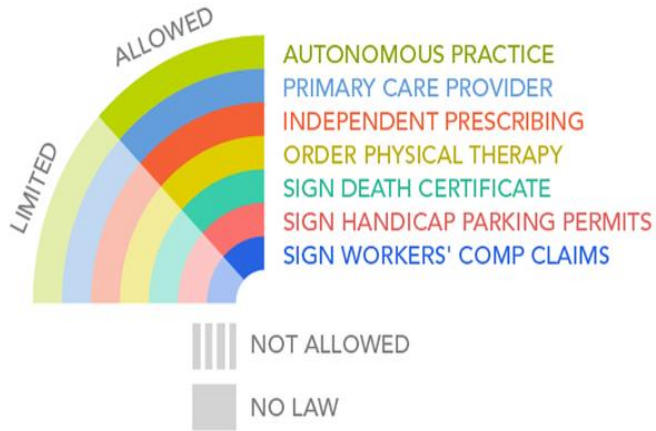 ALLOWED
LIMITED
AUTONOMOUS PRACTICE
PRIMARY CARE PROVIDER
INDEPENDENT PRESCRIBING
ORDER PHYSICAL THERAPY
SIGN DEATH CERTIFICATE
SIGN HANDICAP PARKING PERMITS
SIGN WORKERS' COMP CLAIMS
NOT ALLOWED
NO LAW